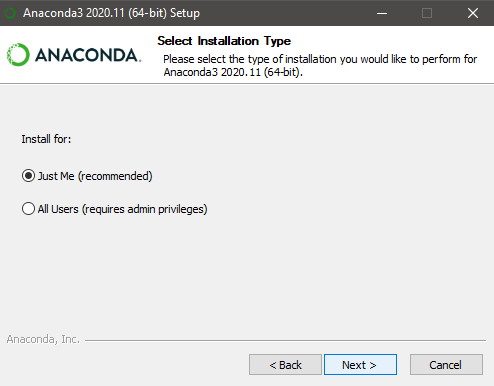 Anaconda3 2020.11 (64-bit) Setup
ANACONDA.
Select Installation Type
Please select the type of installation you would like to perform for
Anaconda3 2020.11 (64-bit).
Install for:
Just Me (recommended)
All Users (requires admin privileges)
Anaconda, Inc.
< Back
Next >
Cancel